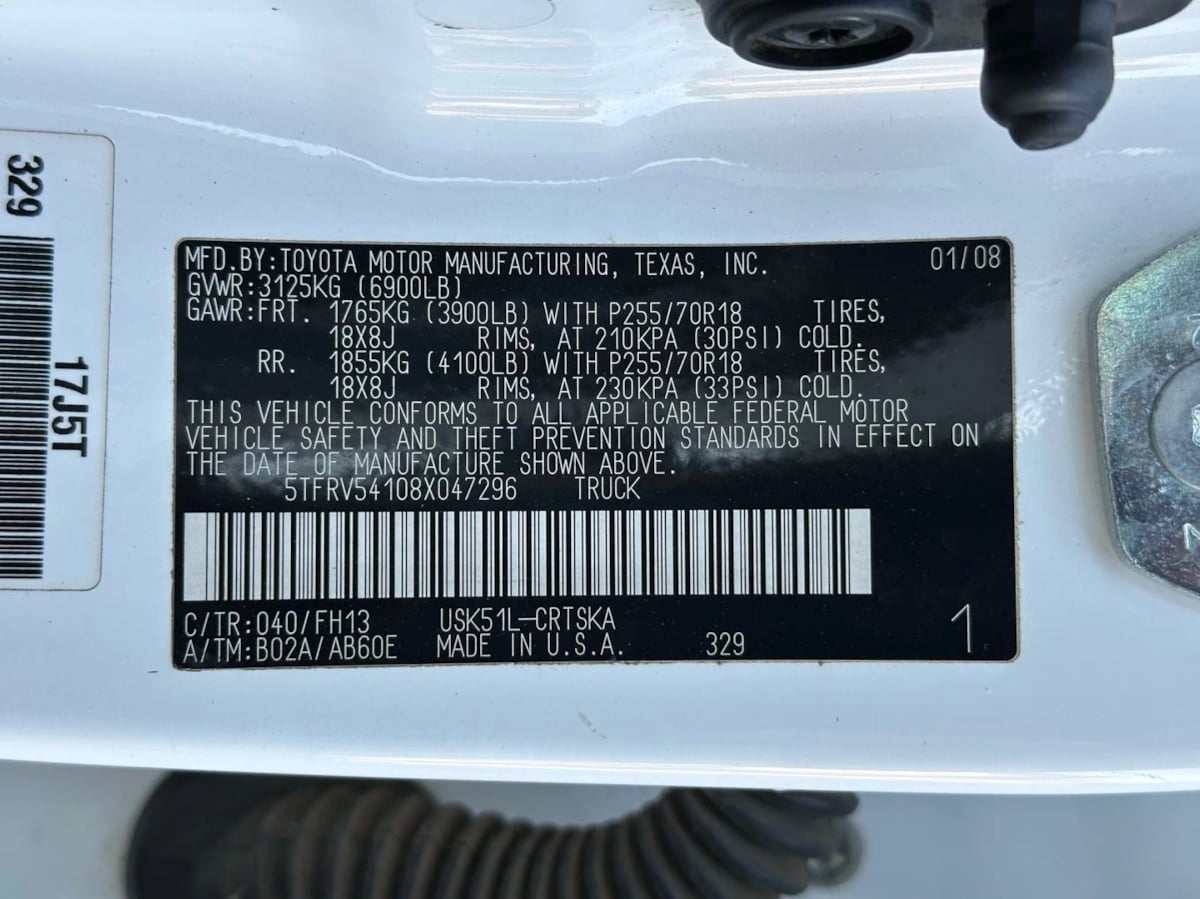 329
17J5T
MFD.BY:TOYOTA MOTOR MANUFACTURING, TEXAS, INC. 01/08
GVWR:3125KG (6900LB)
GAWR:FRT. 1765KG (3900LB) WITH P255/70R18 TIRES,
18X8J RIMS, AT 210KPA (30PSI) COLD.
RR. 1855KG (4100LB) WITH P255/70R18 TIRES,
18X8J RIMS, AT 230KPA (33PSI) COLD.
THIS VEHICLE CONFORMS TO ALL APPLICABLE FEDERAL MOTOR
VEHICLE SAFETY AND THEFT PREVENTION STANDARDS IN EFFECT ON
THE DATE OF MANUFACTURE SHOWN ABOVE.
5TFRV54108X047296 TRUCK
C/TR:040/FH13 USK51L-CRTSKA
A/TM:B02A/AB60E MADE IN U.S.A. 329 1